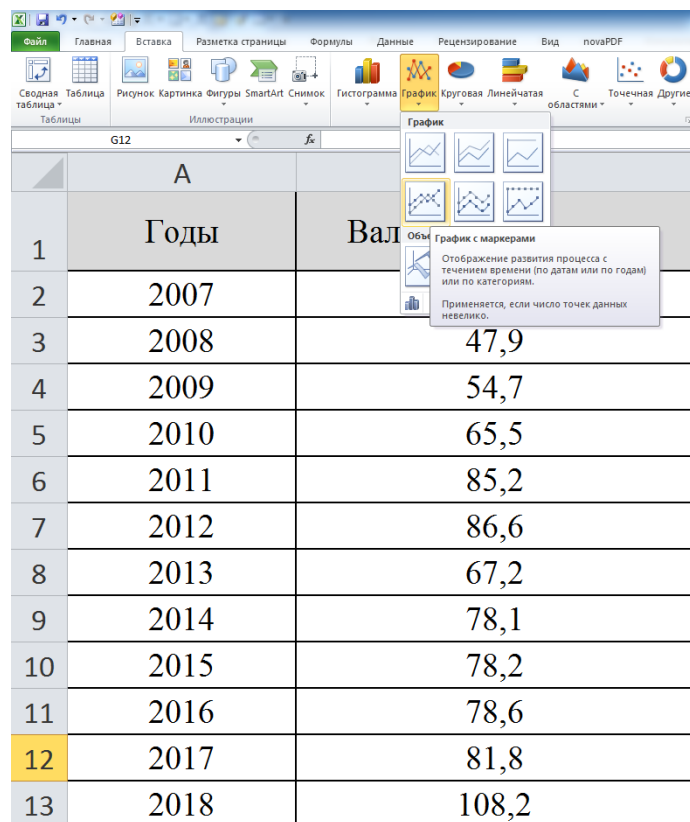 Файл Главная Вставка Разметка страницы Формулы Данные Рецензирование Вид novaPDF
Сводная таблица Таблица Рисунок Картинка Фигуры SmartArt Снимок Гистограмма График Круговая Линейчатая С областями Точечная Другие
Таблицы Иллюстрации
График
G12 fx
A
Объе
График с маркерами
Отображение развития процесса с
течением времени (по датам или по годам)
или по категориям.
Применяется, если число точек данных
невелико.
1 Годы Вал
2 2007
3 2008 47,9
4 2009 54,7
5 2010 65,5
6 2011 85,2
7 2012 86,6
8 2013 67,2
9 2014 78,1
10 2015 78,2
11 2016 78,6
12 2017 81,8
13 2018 108,2